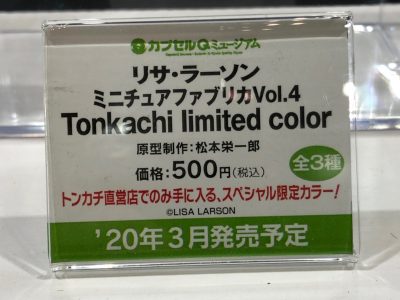 カプセルQミュージアム
リサ・ラーソン
ミニチュアファブリカVol.4
Tonkachi limited color
原型制作：松本栄一郎
価格：500円(税込)
全3種
トンカチ直営店でのみ手に入る、スペシャル限定カラー！
©LISA LARSON
'20年3月発売予定